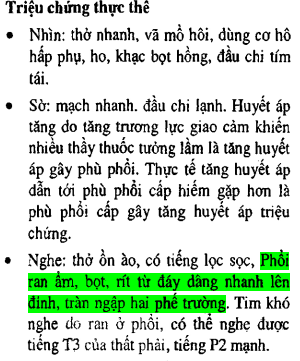 Triệu chứng thực thể
• Nhìn: thở nhanh, vã mồ hôi, dùng cơ hô
hấp phụ, ho, khạc bọt hồng, đầu chi tím
tái.
• Sờ: mạch nhanh. đầu chi lạnh. Huyết áp
tăng do tăng trương lực giao cảm khiến
nhiều thầy thuốc tưởng lầm là tăng huyết
áp gây phù phổi. Thực tế tăng huyết áp
dẫn tới phù phổi cấp hiếm gặp hơn là
phù phổi cấp gây tăng huyết áp triệu
chứng.
• Nghe: thở ồn ào, có tiếng lọc sọc, Phổi
ran ẩm, bọt, rít từ đáy dâng nhanh lên
đỉnh, tràn ngập hai phế trường. Tim khó
nghe do ran ở phổi, có thể nghe được
tiếng T3 của thất phải, tiếng P2 mạnh.